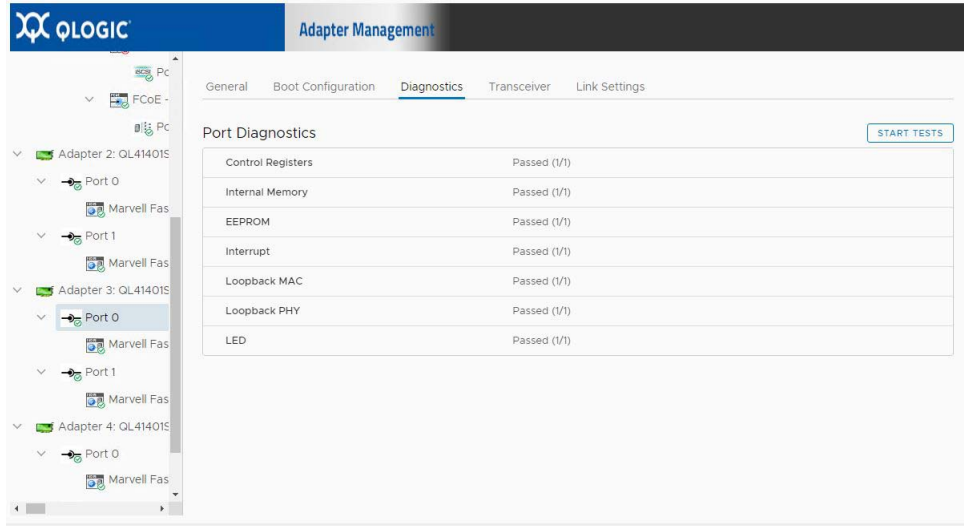 QLOGIC
Adapter Management
Po
FCoE -
Po
Adapter 2: QL41401S
Port 0
Marvell Fas
Port 1
Marvell Fas
Adapter 3: QL41401S
Port 0
Marvell Fas
Port 1
Marvell Fas
Adapter 4: QL41401S
Port 0
Marvell Fas
General Boot Configuration Diagnostics Transceiver Link Settings
Port Diagnostics
START TESTS
Control Registers Passed (1/1)
Internal Memory Passed (1/1)
EEPROM Passed (1/1)
Interrupt Passed (1/1)
Loopback MAC Passed (1/1)
Loopback PHY Passed (1/1)
LED Passed (1/1)